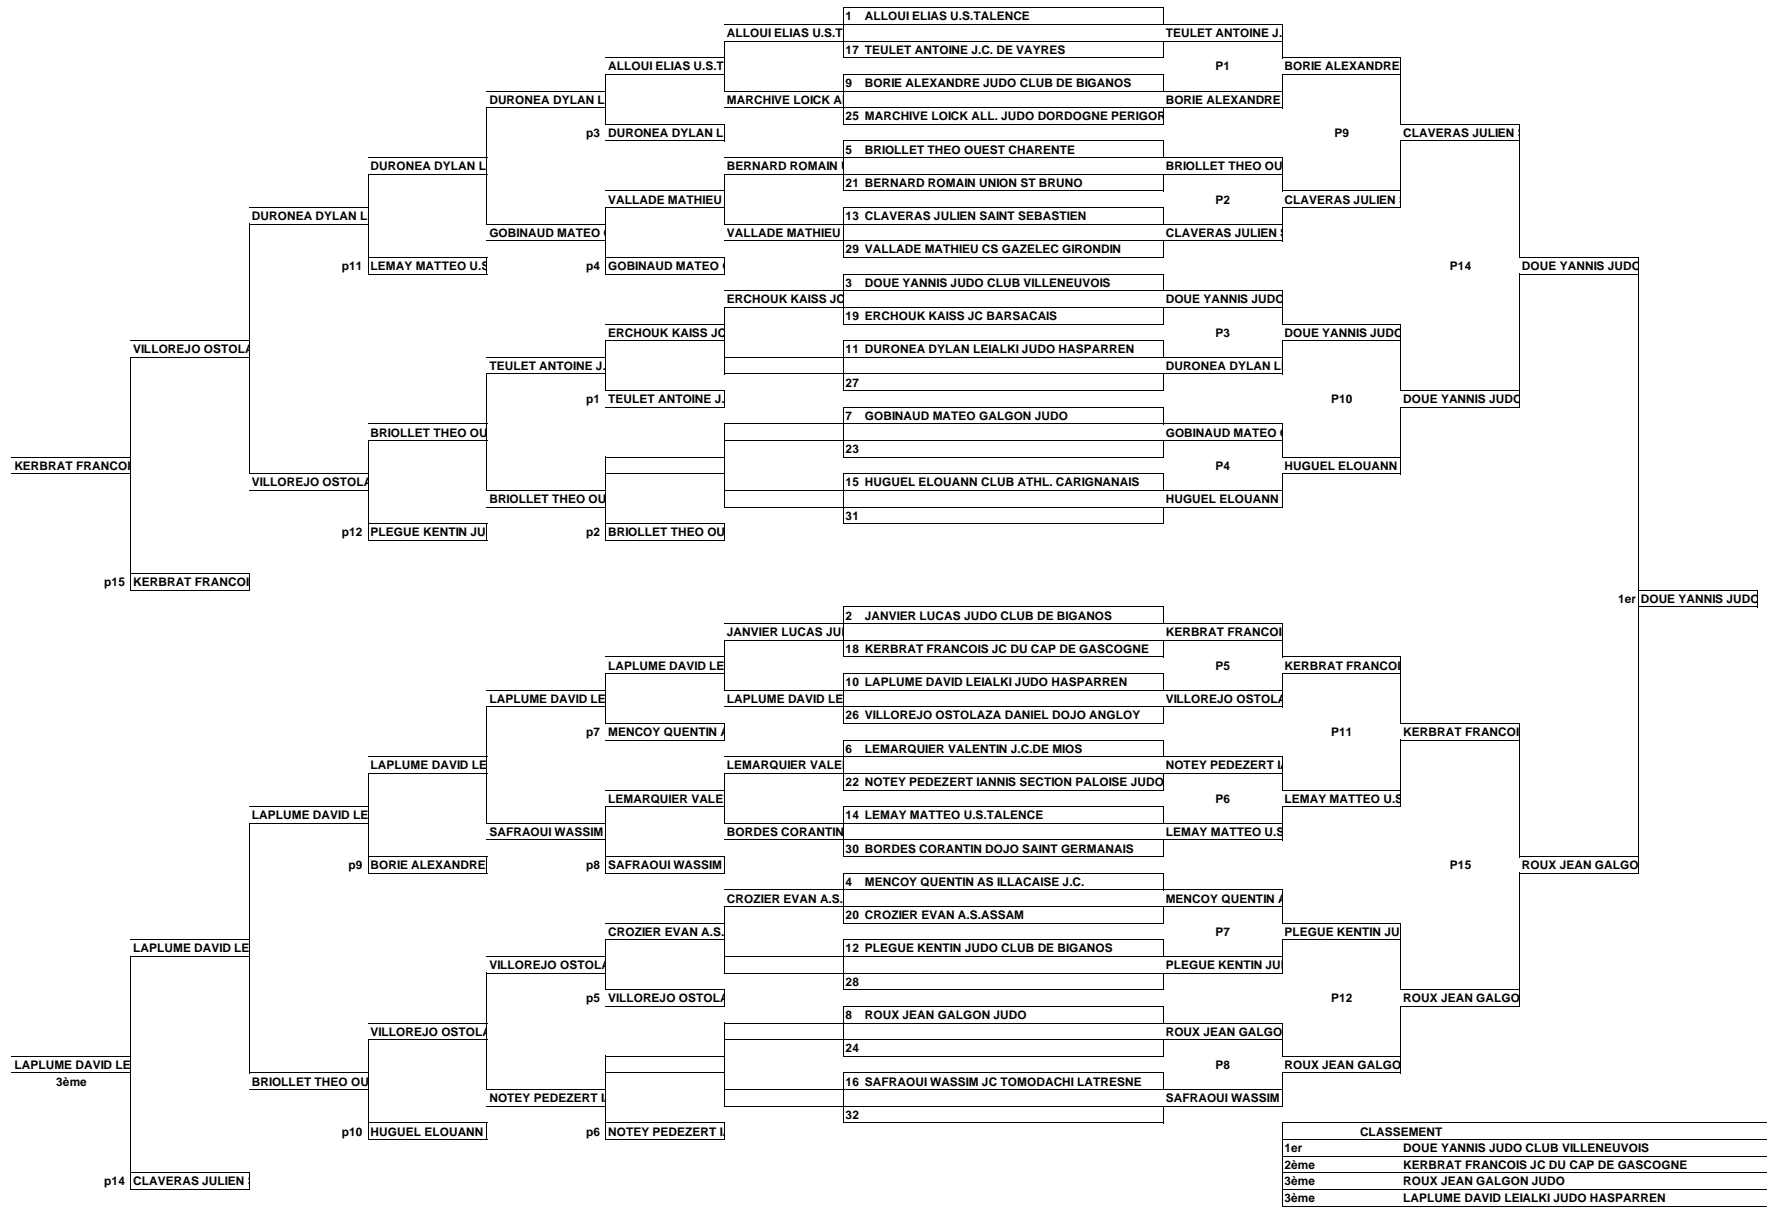 1 ALLOUI ELIAS U.S.TALENCE
ALLOUI ELIAS U.S.T
TEULET ANTOINE J.
17 TEULET ANTOINE J.C. DE VAYRES
ALLOUI ELIAS U.S.T
P1
BORIE ALEXANDRE
9 BORIE ALEXANDRE JUDO CLUB DE BIGANOS
DURONEA DYLAN L
MARCHIVE LOICK A
BORIE ALEXANDRE
25 MARCHIVE LOICK ALL. JUDO DORDOGNE PERIGOR
p3 DURONEA DYLAN L
P9
CLAVERAS JULIEN
5 BRIOLLET THEO OUEST CHARENTE
DURONEA DYLAN L
BERNARD ROMAIN
BRIOLLET THEO OU
21 BERNARD ROMAIN UNION ST BRUNO
VALLADE MATHIEU
P2
CLAVERAS JULIEN
DURONEA DYLAN L
13 CLAVERAS JULIEN SAINT SEBASTIEN
GOBINAUD MATEO
VALLADE MATHIEU
CLAVERAS JULIEN
29 VALLADE MATHIEU CS GAZELEC GIRONDIN
p11 LEMAY MATTEO U.S
p4 GOBINAUD MATEO
P14
DOUE YANNIS JUDO
3 DOUE YANNIS JUDO CLUB VILLENEUVOIS
ERCHOUK KAISS JC
DOUE YANNIS JUDO
19 ERCHOUK KAISS JC BARSACAIS
ERCHOUK KAISS JC
P3
DOUE YANNIS JUDO
VILLOREJO OSTOLA
11 DURONEA DYLAN LEIALKI JUDO HASPARREN
TEULET ANTOINE J.
DURONEA DYLAN L
27
p1 TEULET ANTOINE J.
P10
DOUE YANNIS JUDO
7 GOBINAUD MATEO GALGON JUDO
BRIOLLET THEO OU
GOBINAUD MATEO
23
KERBRAT FRANCOI
P4
HUGUEL ELOUANN
VILLOREJO OSTOLA
15 HUGUEL ELOUANN CLUB ATHL. CARIGNANAIS
BRIOLLET THEO OU
HUGUEL ELOUANN
31
p12 PLEGUE KENTIN JU
p2 BRIOLLET THEO OU
p15 KERBRAT FRANCOI
1er DOUE YANNIS JUDO
2 JANVIER LUCAS JUDO CLUB DE BIGANOS
JANVIER LUCAS JU
KERBRAT FRANCOI
18 KERBRAT FRANCOIS JC DU CAP DE GASCOGNE
LAPLUME DAVID LE
P5
KERBRAT FRANCOI
10 LAPLUME DAVID LEIALKI JUDO HASPARREN
LAPLUME DAVID LE
LAPLUME DAVID LE
VILLOREJO OSTOLA
26 VILLOREJO OSTOLAZA DANIEL DOJO ANGLOY
p7 MENCOY QUENTIN A
P11
KERBRAT FRANCOI
6 LEMARQUIER VALENTIN J.C.DE MIOS
LAPLUME DAVID LE
LEMARQUIER VALE
NOTEY PEDEZERT I
22 NOTEY PEDEZERT IANNIS SECTION PALOISE JUDO
LEMARQUIER VALE
P6
LEMAY MATTEO U.S
LAPLUME DAVID LE
14 LEMAY MATTEO U.S.TALENCE
SAFRAOUI WASSIM
BORDES CORANTIN
LEMAY MATTEO U.S
30 BORDES CORANTIN DOJO SAINT GERMANAIS
p9 BORIE ALEXANDRE
p8 SAFRAOUI WASSIM
P15
ROUX JEAN GALGO
4 MENCOY QUENTIN AS ILLACAISE J.C.
CROZIER EVAN A.S.
MENCOY QUENTIN A
20 CROZIER EVAN A.S.ASSAM
CROZIER EVAN A.S.
P7
PLEGUE KENTIN JU
LAPLUME DAVID LE
12 PLEGUE KENTIN JUDO CLUB DE BIGANOS
VILLOREJO OSTOLA
PLEGUE KENTIN JU
28
p5 VILLOREJO OSTOLA
P12
ROUX JEAN GALGO
8 ROUX JEAN GALGON JUDO
VILLOREJO OSTOLA
ROUX JEAN GALGO
24
LAPLUME DAVID LE
P8
ROUX JEAN GALGO
3ème
BRIOLLET THEO OU
16 SAFRAOUI WASSIM JC TOMODACHI LATRESNE
NOTEY PEDEZERT I
SAFRAOUI WASSIM
32
p10 HUGUEL ELOUANN
p6 NOTEY PEDEZERT I
CLASSEMENT
1er DOUE YANNIS JUDO CLUB VILLENEUVOIS
2ème KERBRAT FRANCOIS JC DU CAP DE GASCOGNE
p14 CLAVERAS JULIEN
3ème ROUX JEAN GALGON JUDO
3ème LAPLUME DAVID LEIALKI JUDO HASPARREN